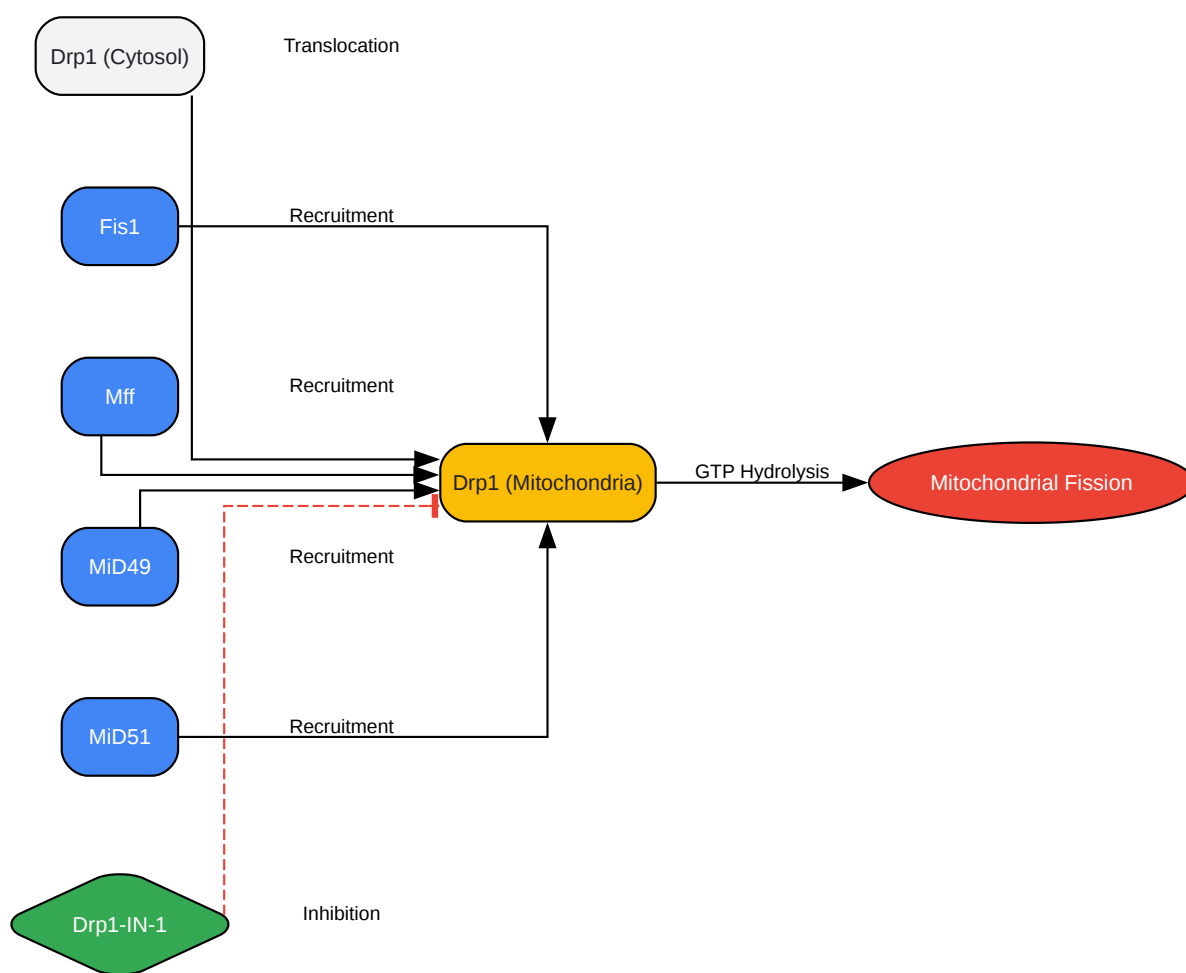 Drp1 (Cytosol)
Translocation
Fis1
Recruitment
Mff
Recruitment
Drp1 (Mitochondria)
GTP Hydrolysis
Mitochondrial Fission
MiD49
Recruitment
MiD51
Recruitment
Drp1-IN-1
Inhibition